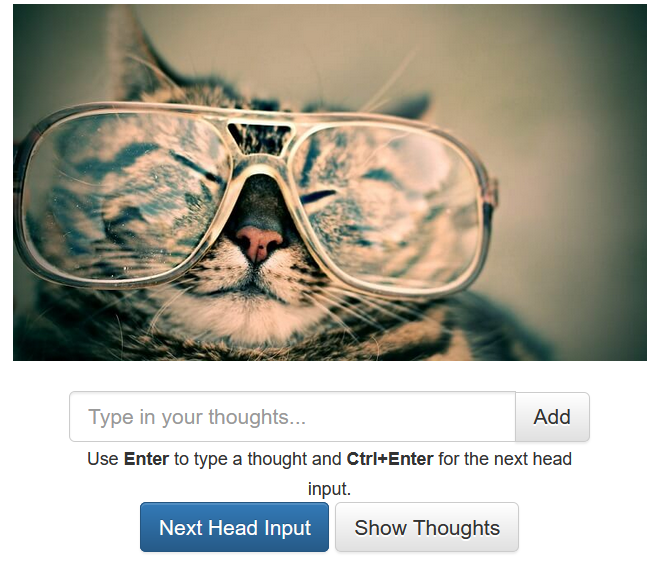 Type in your thoughts...
Add
Use Enter to type a thought and Ctrl+Enter for the next head
input.
Next Head Input
Show Thoughts